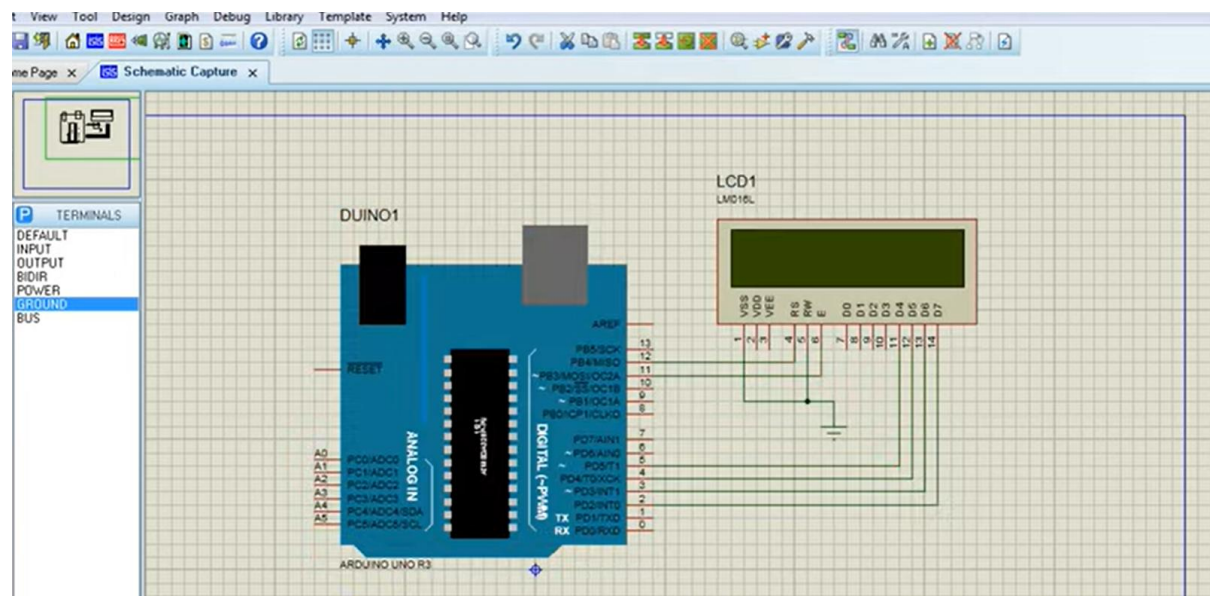 View Tool Design Graph Debug Library Template System Help
me Page x Schematic Capture x
P TERMINALS
DEFAULT
INPUT
OUTPUT
BIDIR
POWER
GROUND
BUS
DUINO1
LCD1
LM016L
VSS VDD VEE RS RW E D0 D1 D2 D3 D4 D5 D6 D7
1 2 3 4 5 6 7 8 9 10 11 12 13 14
RESET
AREF
PB5/SCK 13
PB4/MISO 12
~PB3/MOSI/OC2A 11
~PB2/SS/OC1B 10
~PB1/OC1A 9
PB0/ICP1/CLKO 8
PD7/AIN1 7
~PD6/AIN0 6
~PD5/T1 5
PD4/T0/XCK 4
~PD3/INT1 3
PD2/INT0 2
TX PD1/TXD 1
RX PD0/RXD 0
DIGITAL (~PWM)
ANALOG IN
A0 PC0/ADC0
A1 PC1/ADC1
A2 PC2/ADC2
A3 PC3/ADC3
A4 PC4/ADC4/SDA
A5 PC5/ADC5/SCL
ARDUINO UNO R3